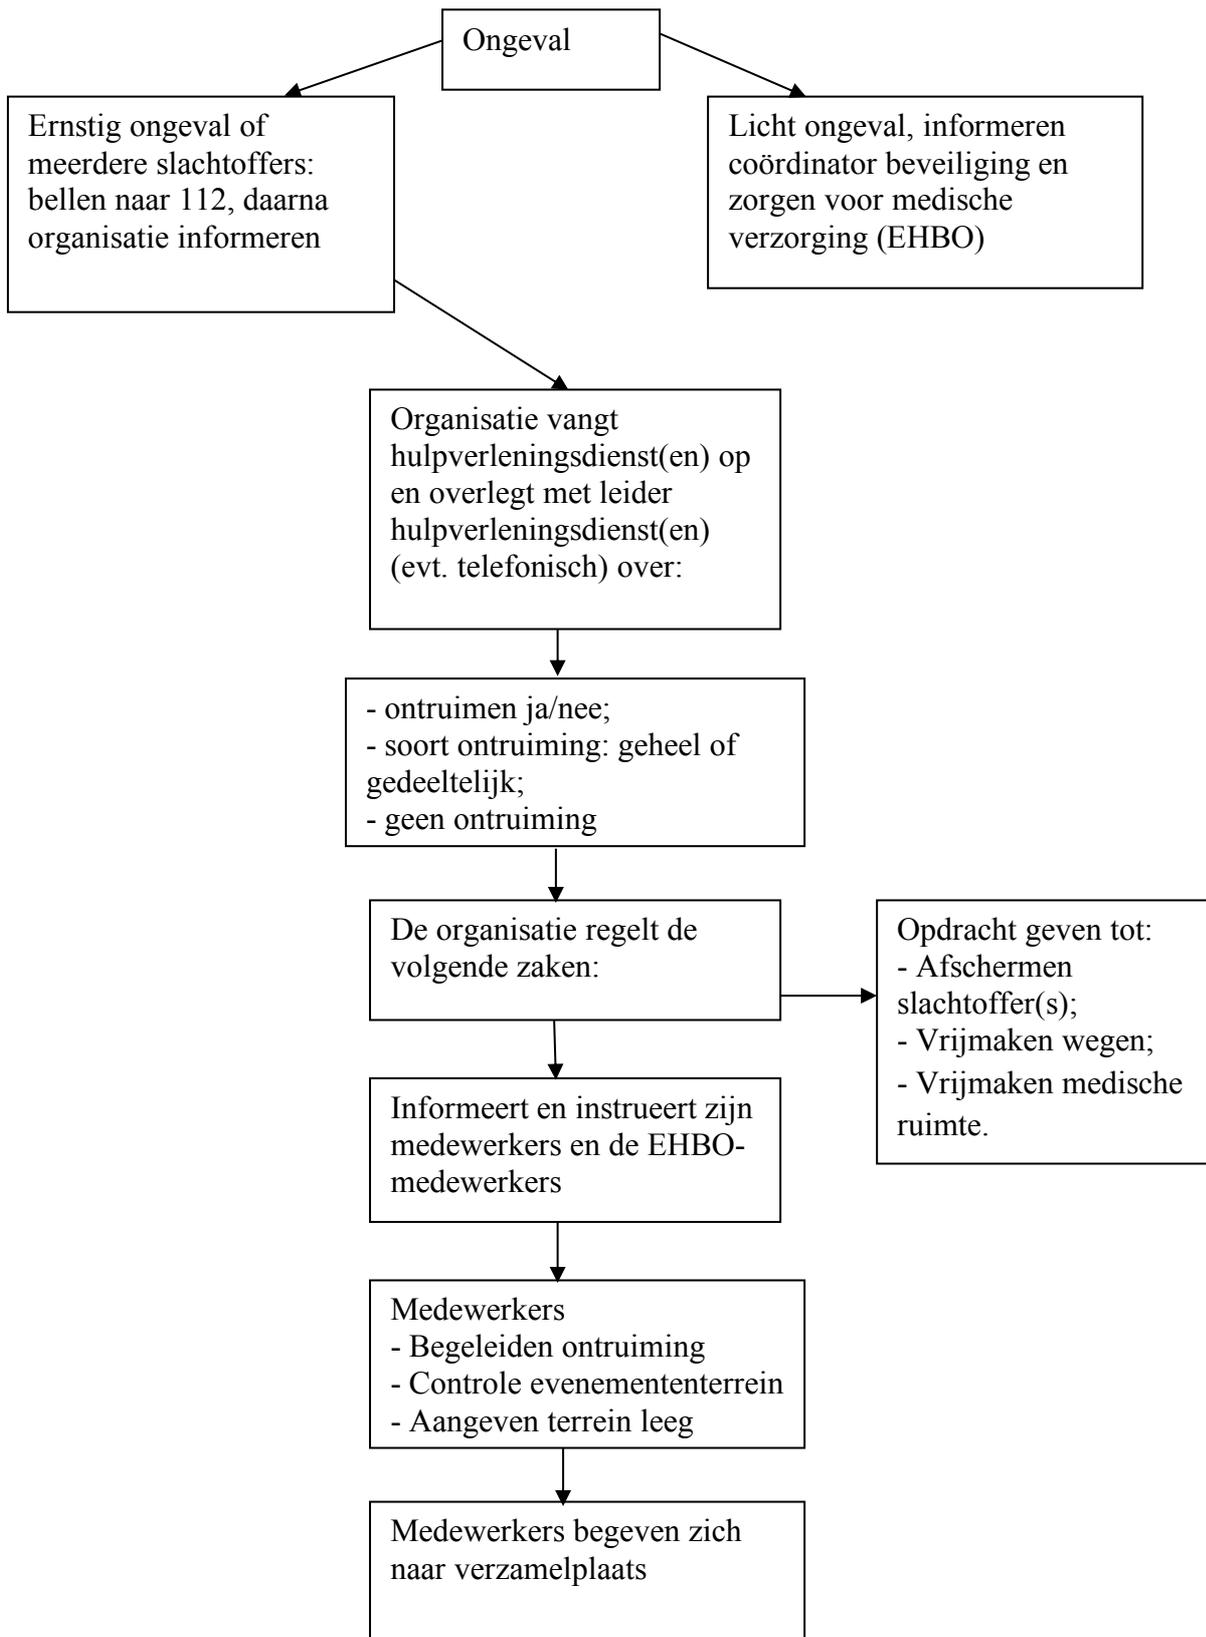 Ongeval
Ernstig ongeval of
meerdere slachtoffers:
bellen naar 112, daarna
organisatie informeren
Licht ongeval, informeren
coördinator beveiliging en
zorgen voor medische
verzorging (EHBO)
Organisatie vangt
hulpverleningsdienst(en) op
en overlegt met leider
hulpverleningsdienst(en)
(evt. telefonisch) over:
- ontruimen ja/nee;
- soort ontruiming: geheel of
gedeeltelijk;
- geen ontruiming
De organisatie regelt de
volgende zaken:
Opdracht geven tot:
- Afschermen
slachtoffer(s);
- Vrijmaken wegen;
- Vrijmaken medische
ruimte.
Informeert en instrueert zijn
medewerkers en de EHBO-
medewerkers
Medewerkers
- Begeleiden ontruiming
- Controle evenemententerrein
- Aangeven terrein leeg
Medewerkers begeven zich
naar verzamelplaats